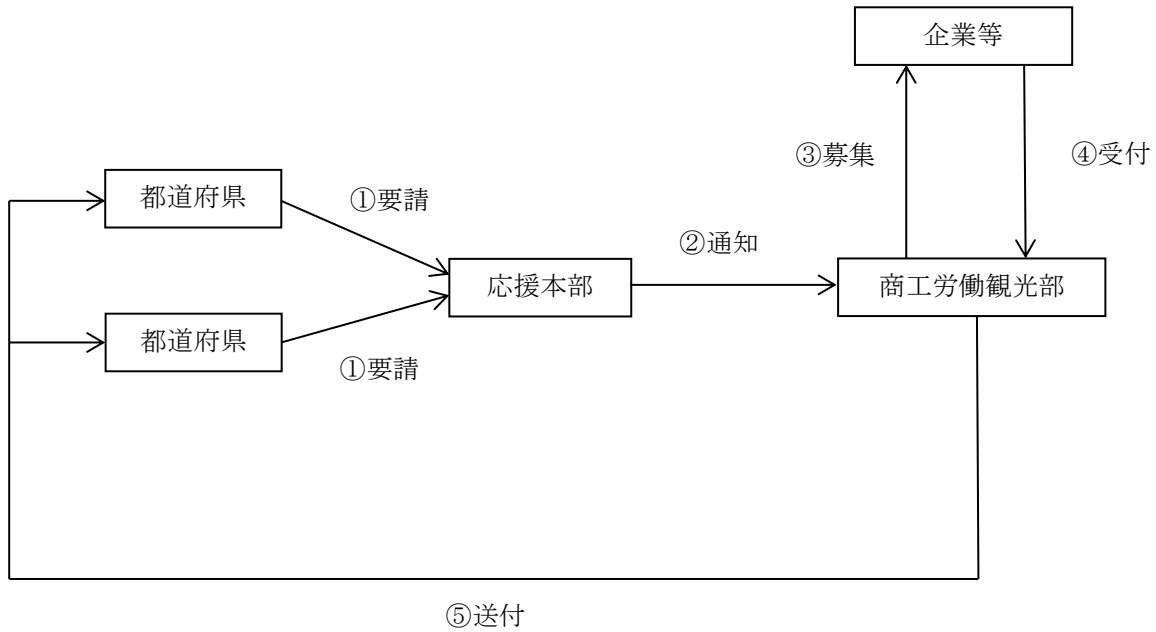 企業等
③募集
④受付
都道府県
①要請
②通知
応援本部
商工労働観光部
都道府県
①要請
⑤送付